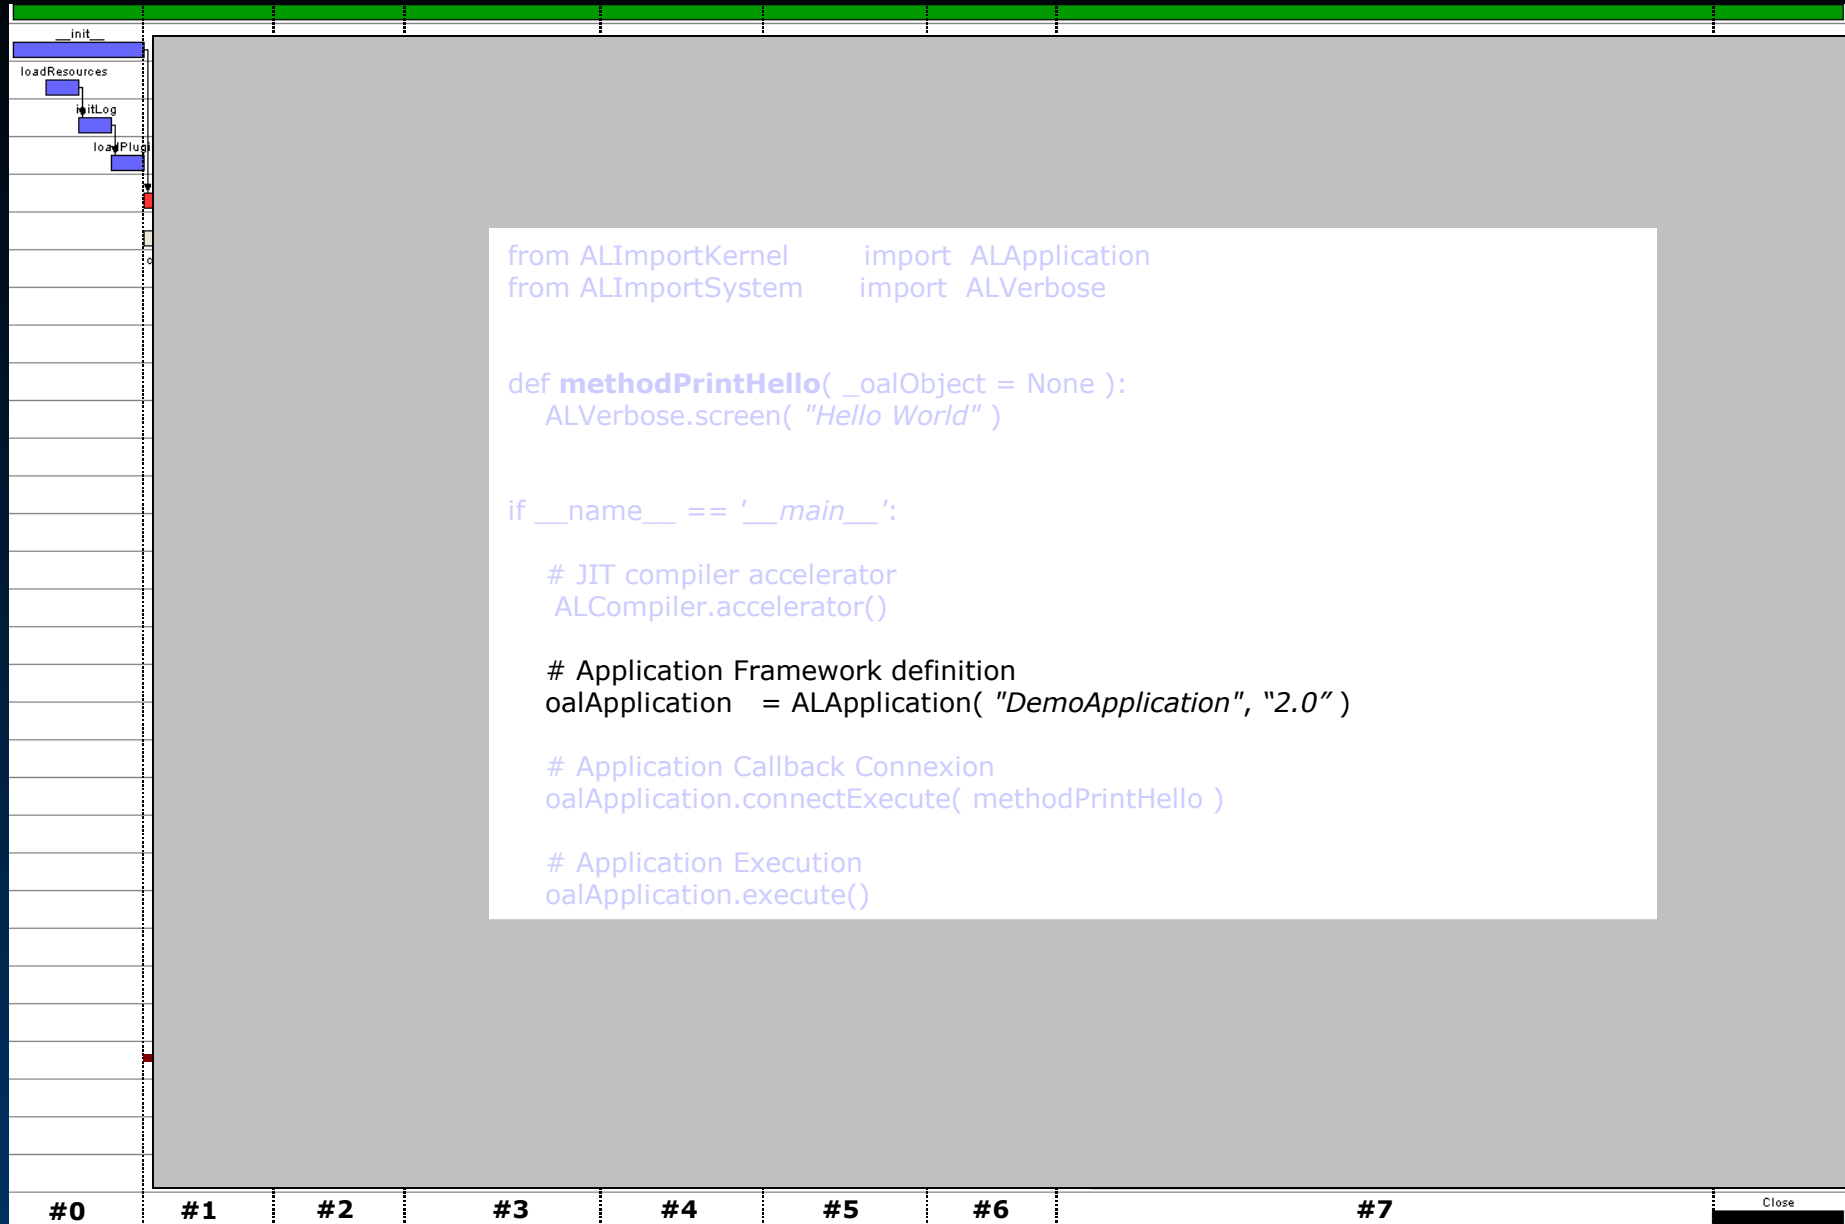 __init__
loadResources
initLog
from ALImportKernel import ALApplication
from ALImportSystem import ALVerbose
def methodPrintHello( _oalObject = None ):
ALVerbose.screen( "Hello World" )
if __name__ == '__main__':
# JIT compiler accelerator
ALCompiler.accelerator()
# Application Framework definition
oalApplication = ALApplication( "DemoApplication", “2.0” )
# Application Callback Connexion
oalApplication.connectExecute( methodPrintHello )
# Application Execution
oalApplication.execute()
#0 #1 #2 #3 #4 #5 #6 #7 Close